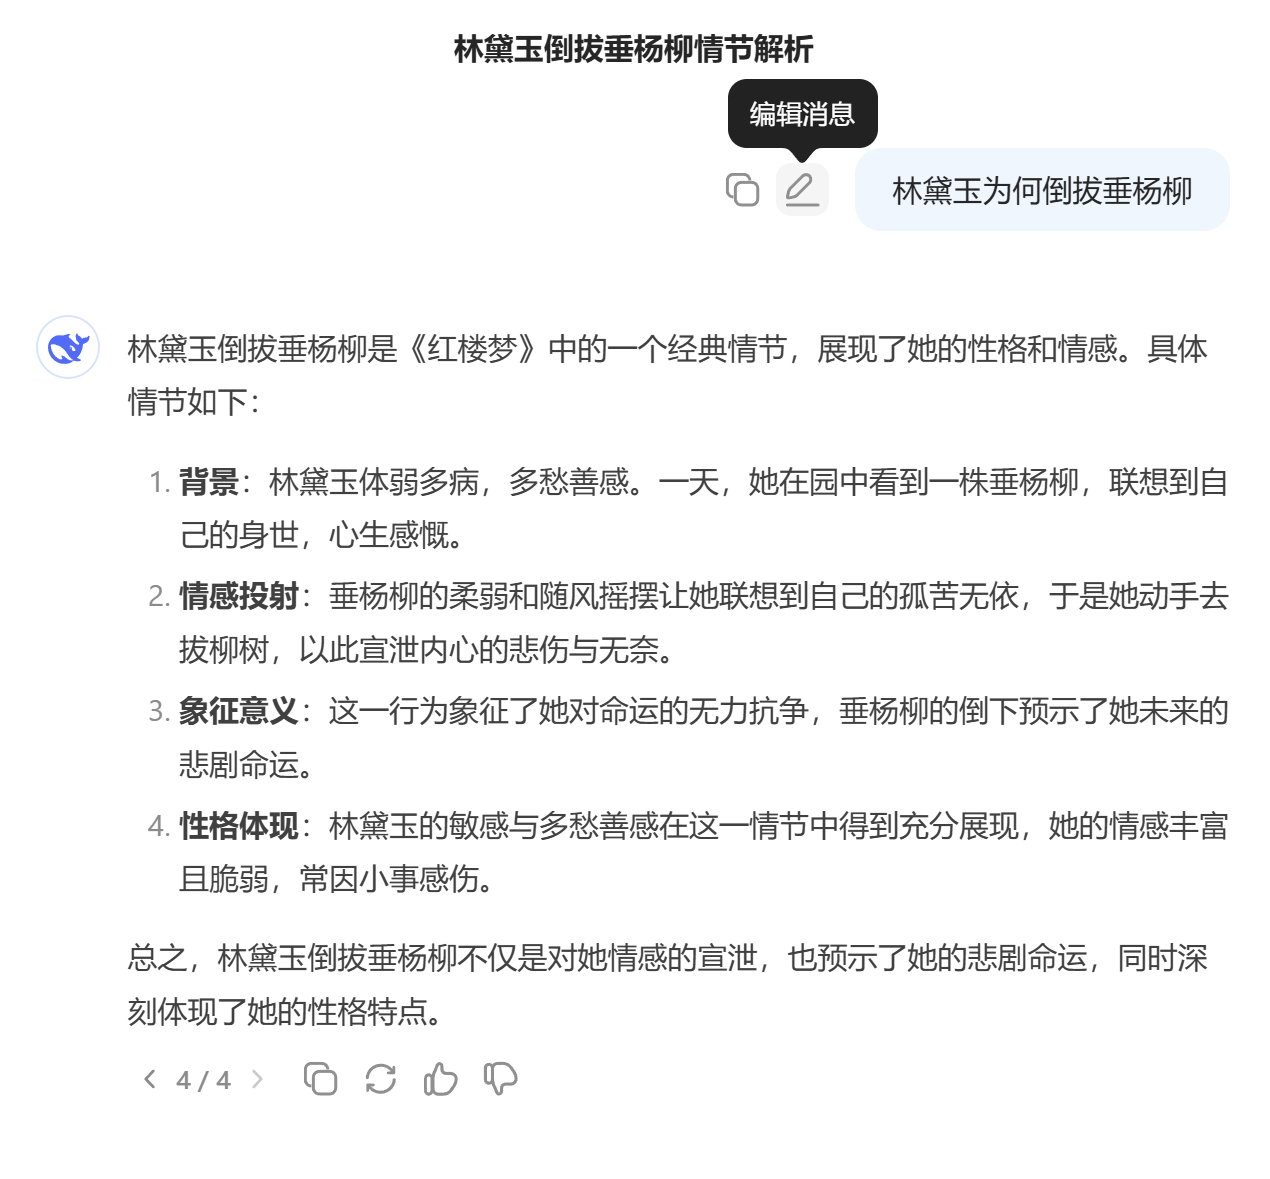 林黛玉倒拔垂杨柳情节解析
编辑消息
林黛玉为何倒拔垂杨柳
林黛玉倒拔垂杨柳是《红楼梦》中的一个经典情节，展现了她的性格和情感。具体
情节如下：
1. 背景：林黛玉体弱多病，多愁善感。一天，她在园中看到一株垂杨柳，联想到自
己的身世，心生感慨。
2. 情感投射：垂杨柳的柔弱和随风摇摆让她联想到自己的孤苦无依，于是她动手去
拔柳树，以此宣泄内心的悲伤与无奈。
3. 象征意义：这一行为象征了她对命运的无力抗争，垂杨柳的倒下预示了她未来的
悲剧命运。
4. 性格体现：林黛玉的敏感与多愁善感在这一情节中得到充分展现，她的情感丰富
且脆弱，常因小事感伤。
总之，林黛玉倒拔垂杨柳不仅是对她情感的宣泄，也预示了她的悲剧命运，同时深
刻体现了她的性格特点。
4 / 4